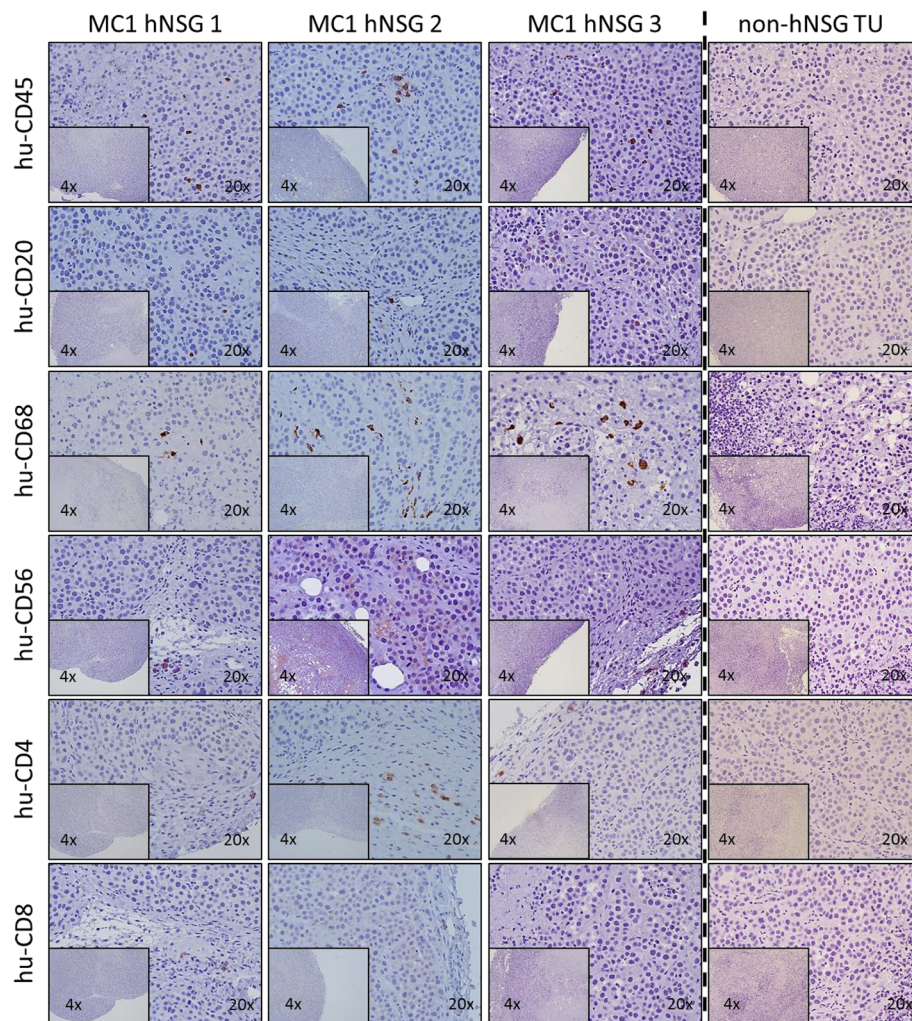 MC1 hNSG 1 MC1 hNSG 2 MC1 hNSG 3 non-hNSG TU
hu-CD45
4x 20x 4x 20x 4x 20x 4x 20x
hu-CD20
4x 20x 4x 20x 4x 20x 4x 20x
hu-CD68
4x 20x 4x 20x 4x 20x 4x 20x
hu-CD56
4x 20x 4x 20x 4x 20x 4x 20x
hu-CD4
4x 20x 4x 20x 4x 20x 4x 20x
hu-CD8
4x 20x 4x 20x 4x 20x 4x 20x